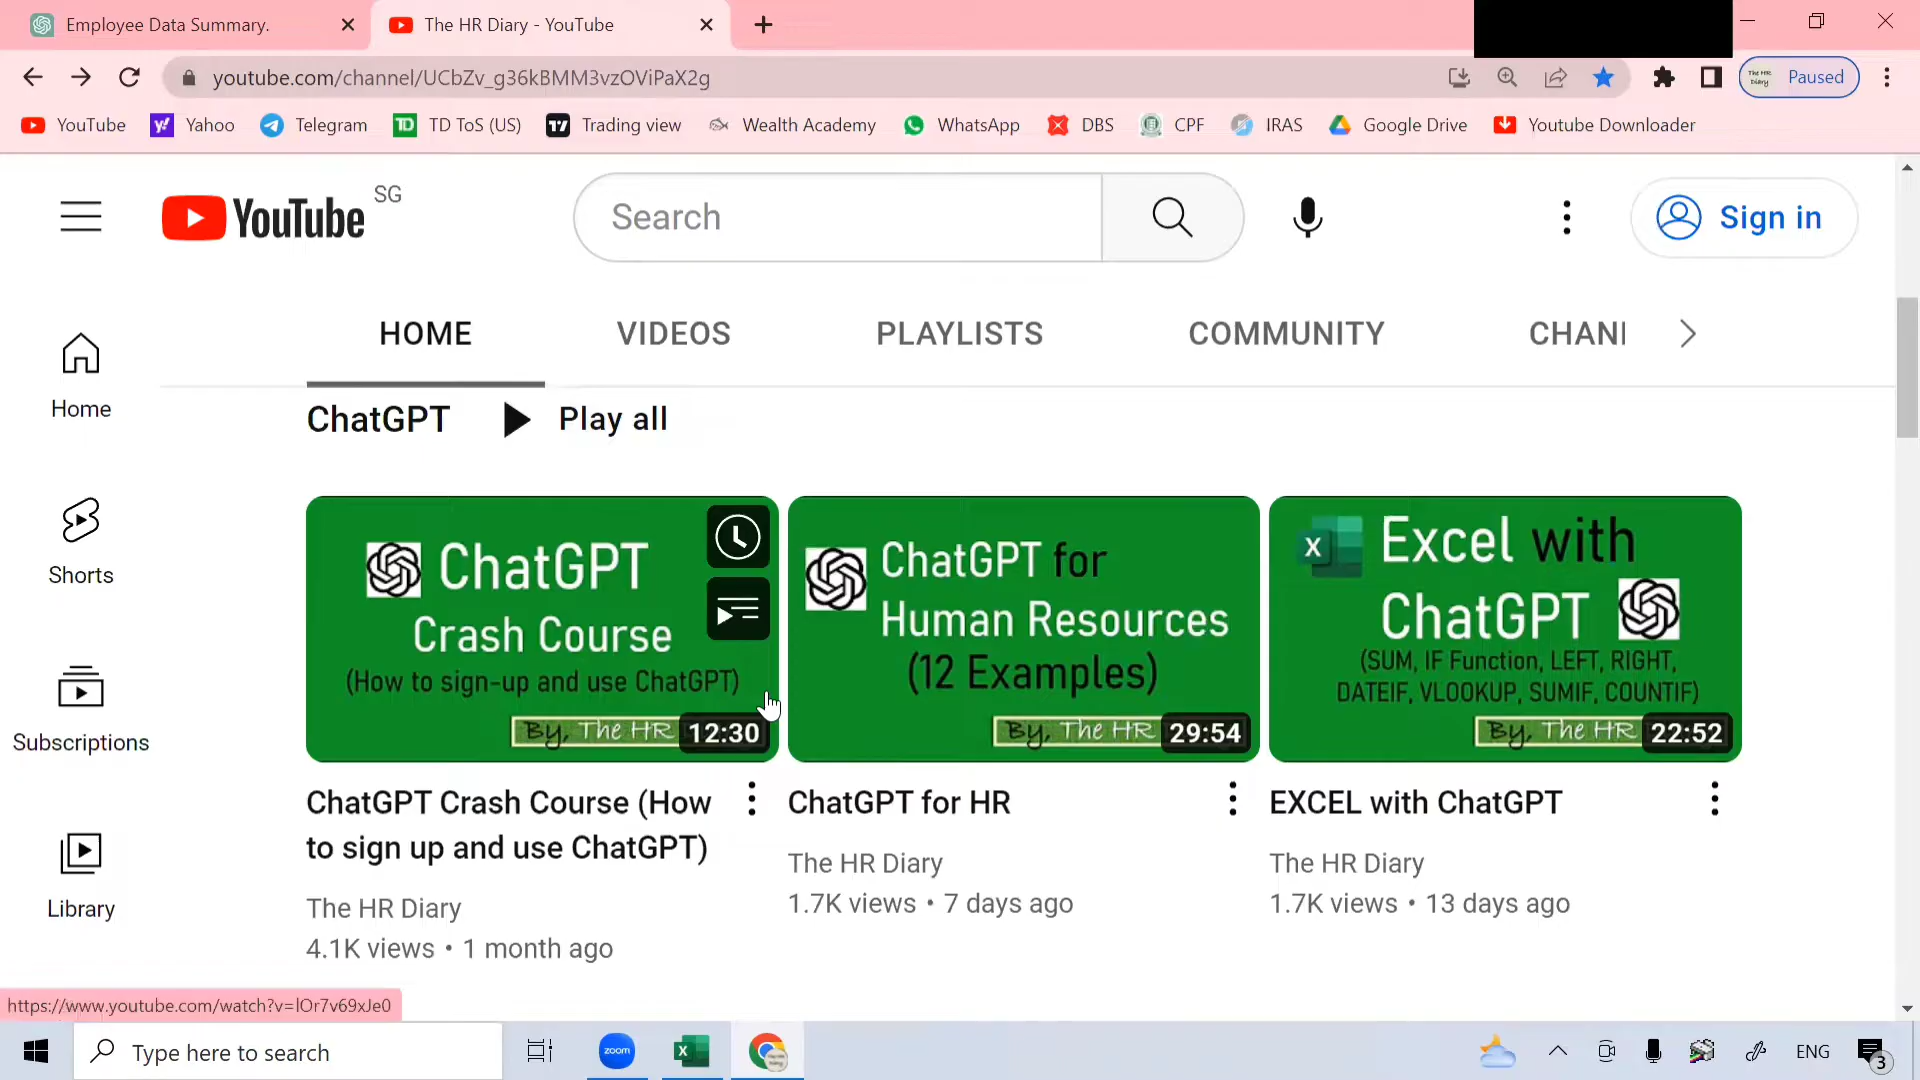 Employee Data Summary.
The HR Diary - YouTube
youtube.com/channel/UCbZv_g36kBMM3vzOViPaX2g
The HR
Diary
Paused
YouTube
Yahoo
Telegram
TD ToS (US)
Trading view
Wealth Academy
WhatsApp
DBS
CPF
IRAS
Google Drive
Youtube Downloader
YouTube
SG
Search
Sign in
HOME
VIDEOS
PLAYLISTS
COMMUNITY
CHANI
Home
Shorts
Subscriptions
Library
ChatGPT
Play all
ChatGPT
Crash Course
(How to sign-up and use ChatGPT)
By, The HR
12:30
ChatGPT for
Human Resources
(12 Examples)
By, The HR
29:54
Excel with
ChatGPT
(SUM, IF Function, LEFT, RIGHT,
DATEIF, VLOOKUP, SUMIF, COUNTIF)
By, The HR
22:52
ChatGPT Crash Course (How
to sign up and use ChatGPT)
The HR Diary
4.1K views • 1 month ago
ChatGPT for HR
The HR Diary
1.7K views • 7 days ago
EXCEL with ChatGPT
The HR Diary
1.7K views • 13 days ago
https://www.youtube.com/watch?v=lOr7v69xJe0
Type here to search
zoom
ENG
3